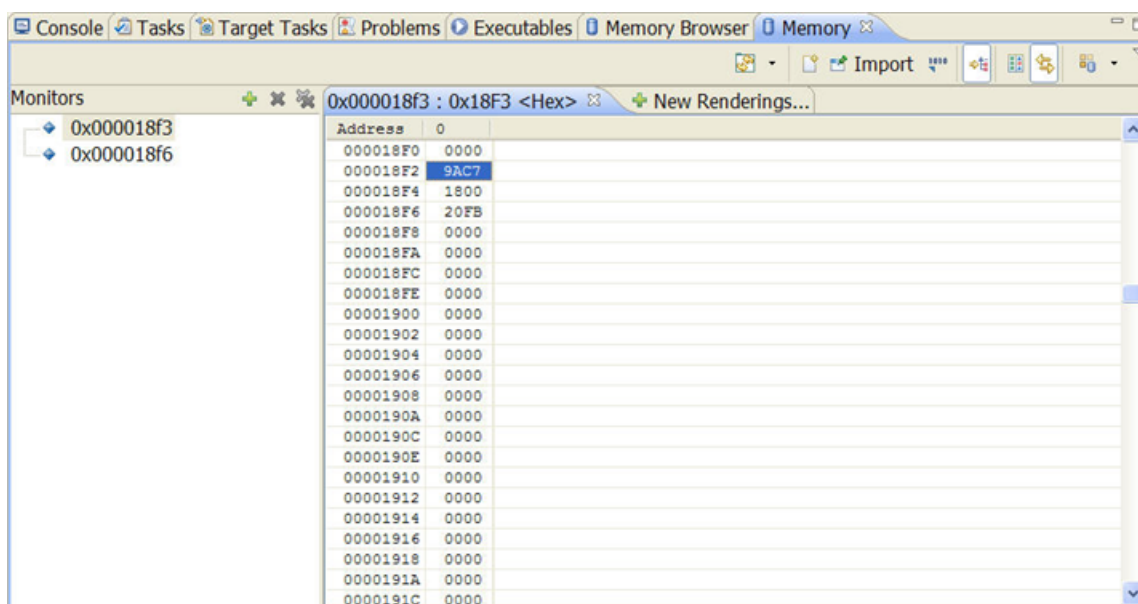 Console Tasks Target Tasks Problems Executables Memory Browser Memory
Import
Monitors
0x000018f3
0x000018f6
0x000018f3 : 0x18F3 <Hex> New Renderings...
Address 0
000018F0 0000
000018F2 9AC7
000018F4 1800
000018F6 20FB
000018F8 0000
000018FA 0000
000018FC 0000
000018FE 0000
00001900 0000
00001902 0000
00001904 0000
00001906 0000
00001908 0000
0000190A 0000
0000190C 0000
0000190E 0000
00001910 0000
00001912 0000
00001914 0000
00001916 0000
00001918 0000
0000191A 0000
0000191C 0000